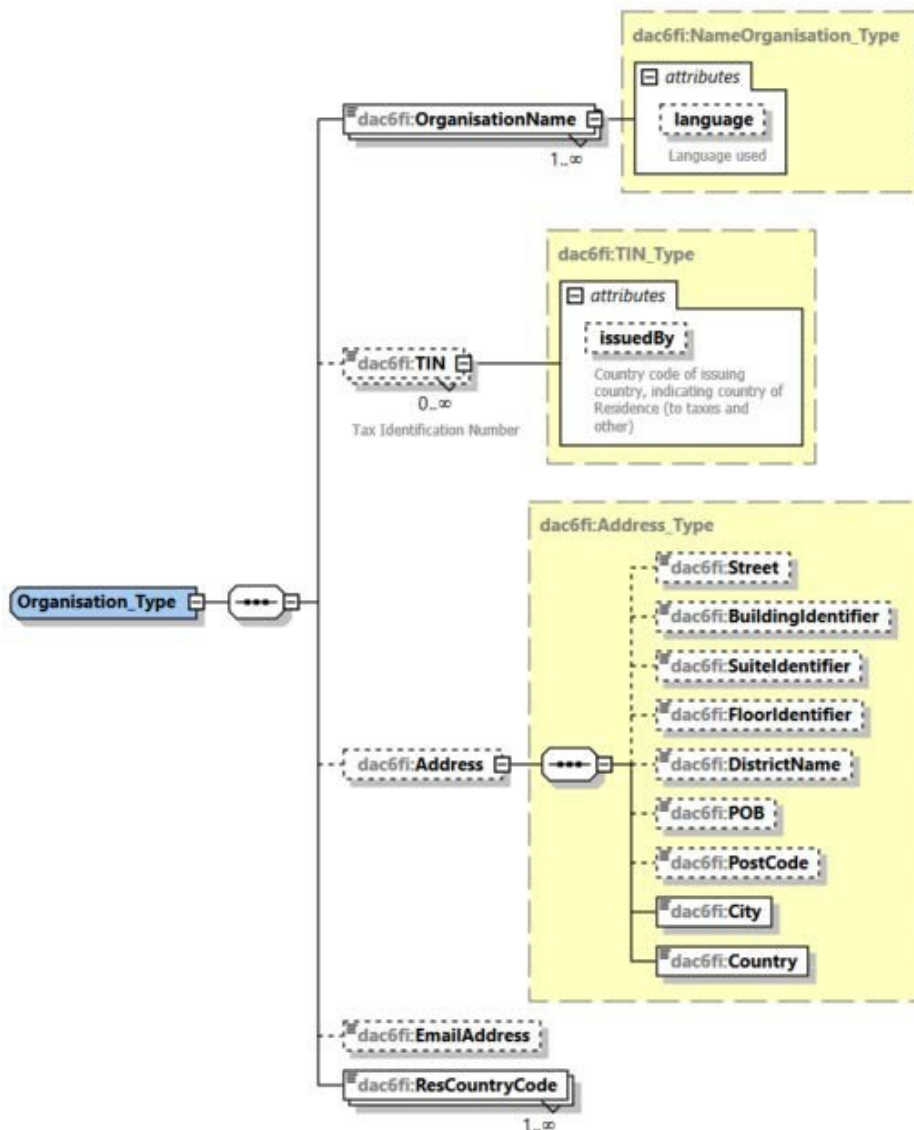 dac6fi:NameOrganisation_Type
attributes
dac6fi:OrganisationName
language
1..∞
Language used
dac6fi:TIN_Type
attributes
issuedBy
dac6fi:TIN
Country code of issuing
country, indicating country of
Residence (to taxes and
other)
0..∞
Tax Identification Number
dac6fi:Address_Type
dac6fi:Street
Organisation_Type
dac6fi:BuildingIdentifier
dac6fi:SuiteIdentifier
dac6fi:FloorIdentifier
dac6fi:Address
dac6fi:DistrictName
dac6fi:POB
dac6fi:PostCode
dac6fi:City
dac6fi:Country
dac6fi:EmailAddress
dac6fi:ResCountryCode
1..∞